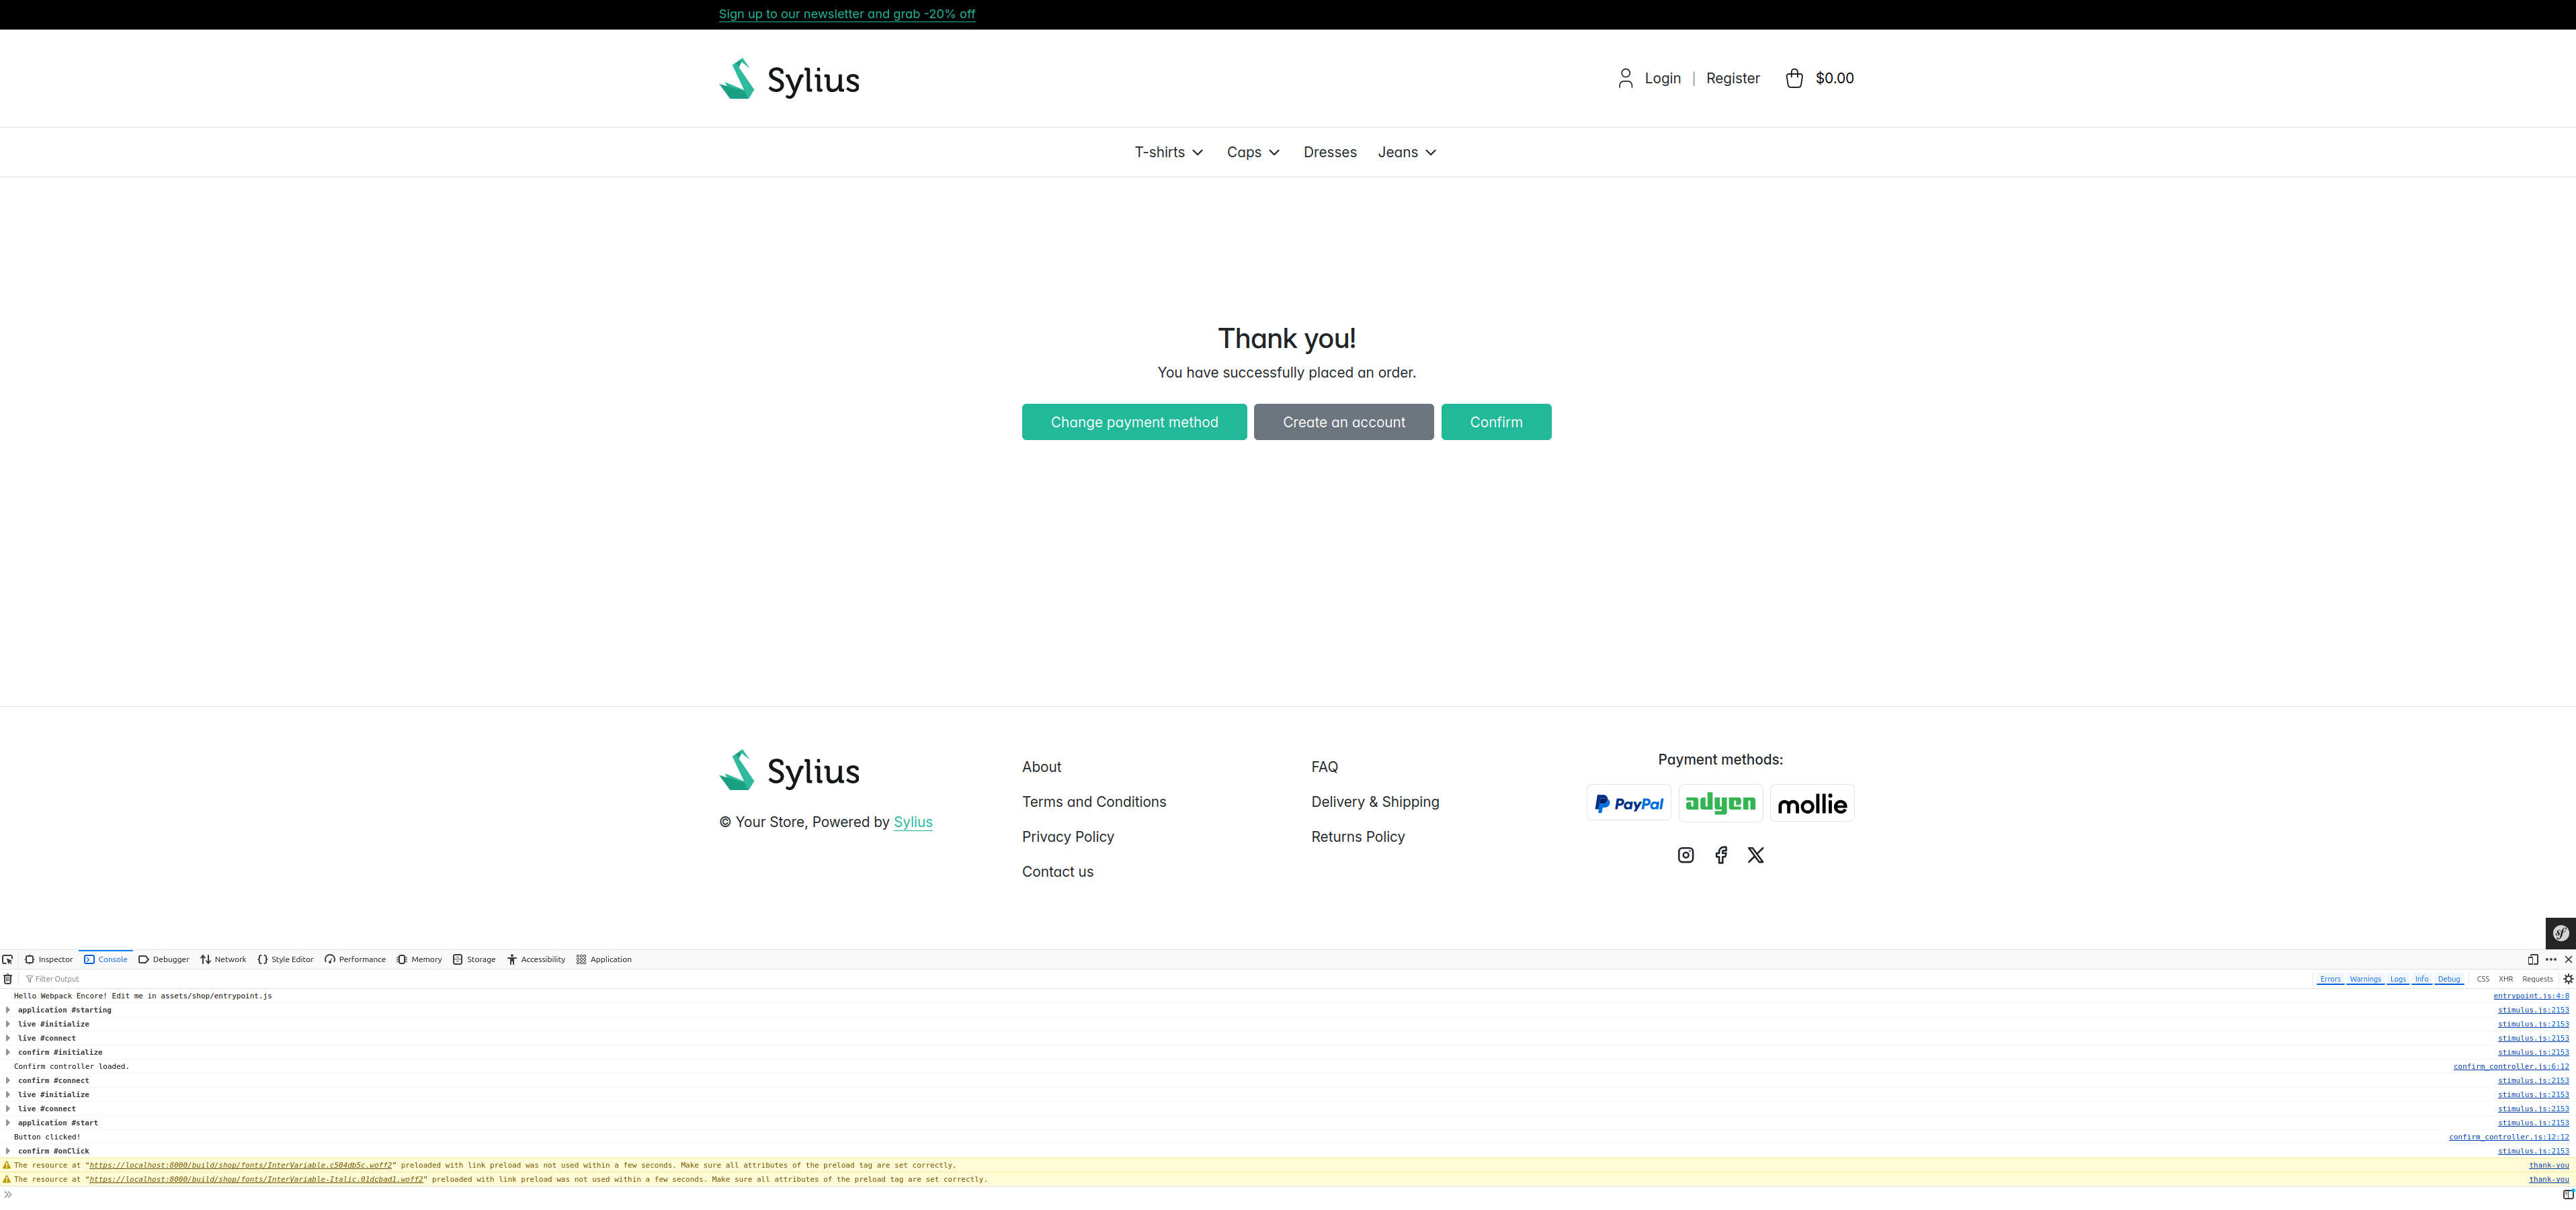 Sign up to our newsletter and grab -20% off
Sylius
Login | Register $0.00
T-shirts Caps Dresses Jeans
Thank you!
You have successfully placed an order.
Change payment method Create an account Confirm
Sylius
© Your Store, Powered by Sylius
About
Terms and Conditions
Privacy Policy
Contact us
FAQ
Delivery & Shipping
Returns Policy
Payment methods:
PayPal adyen mollie
sf
Inspector Console Debugger Network Style Editor Performance Memory Storage Accessibility Application
Filter Output Errors Warnings Logs Info Debug CSS XHR Requests
Hello Webpack Encore! Edit me in assets/shop/entrypoint.js entrypoint.js:4:8
application #starting stimulus.js:2153
live #initialize stimulus.js:2153
live #connect stimulus.js:2153
confirm #initialize stimulus.js:2153
Confirm controller loaded. confirm_controller.js:6:12
confirm #connect stimulus.js:2153
live #initialize stimulus.js:2153
live #connect stimulus.js:2153
application #start stimulus.js:2153
Button clicked! confirm_controller.js:12:12
confirm #onClick stimulus.js:2153
The resource at “https://localhost:8000/build/shop/fonts/InterVariable.c504db5c.woff2” preloaded with link preload was not used within a few seconds. Make sure all attributes of the preload tag are set correctly. thank-you
The resource at “https://localhost:8000/build/shop/fonts/InterVariable-Italic.01dcbad1.woff2” preloaded with link preload was not used within a few seconds. Make sure all attributes of the preload tag are set correctly. thank-you